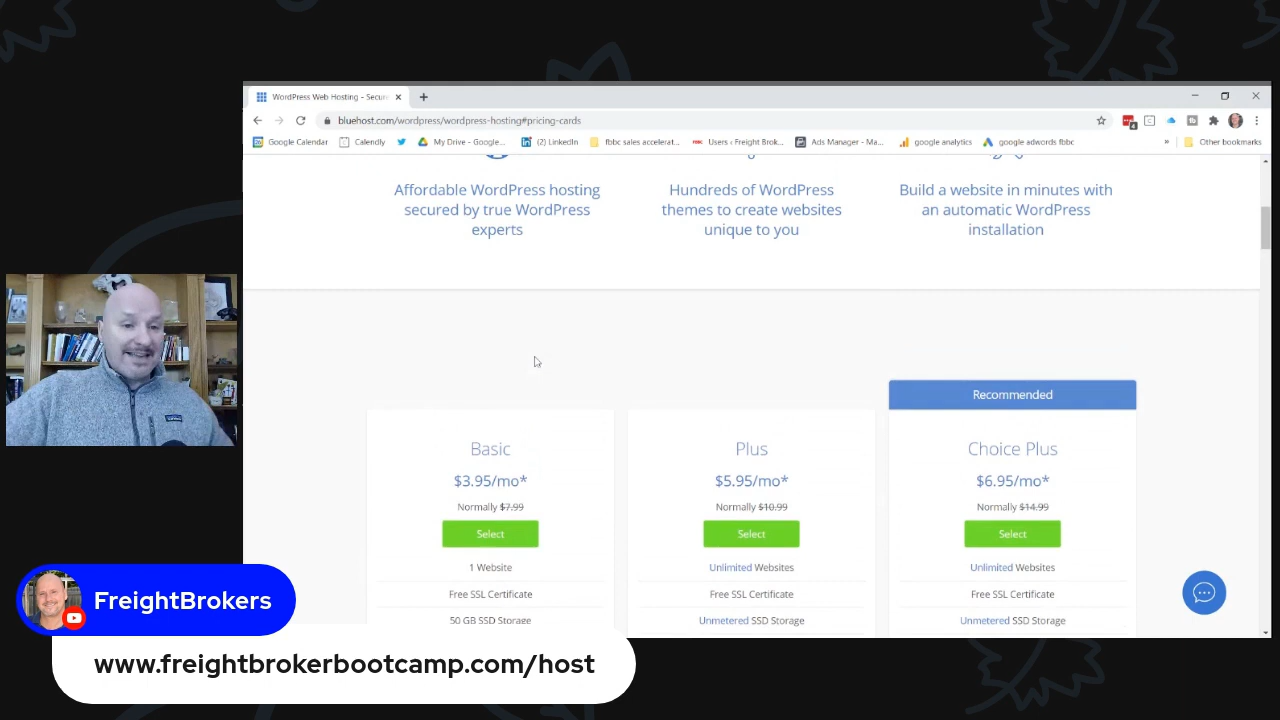 WordPress Web Hosting - Secure
bluehost.com/wordpress/wordpress-hosting#pricing-cards
Google Calendar
Calendly
My Drive - Google...
(2) LinkedIn
fbbc sales accelerat...
Users ‹ Freight Brok...
Ads Manager - Ma...
google analytics
google adwords fbbc
»
Other bookmarks
Affordable WordPress hosting
secured by true WordPress
experts
Hundreds of WordPress
themes to create websites
unique to you
Build a website in minutes with
an automatic WordPress
installation
Recommended
Basic
$3.95/mo*
Normally $7.99
Select
1 Website
Free SSL Certificate
50 GB SSD Storage
Plus
$5.95/mo*
Normally $10.99
Select
Unlimited Websites
Free SSL Certificate
Unmetered SSD Storage
Choice Plus
$6.95/mo*
Normally $14.99
Select
Unlimited Websites
Free SSL Certificate
Unmetered SSD Storage
FreightBrokers
www.freightbrokerbootcamp.com/host